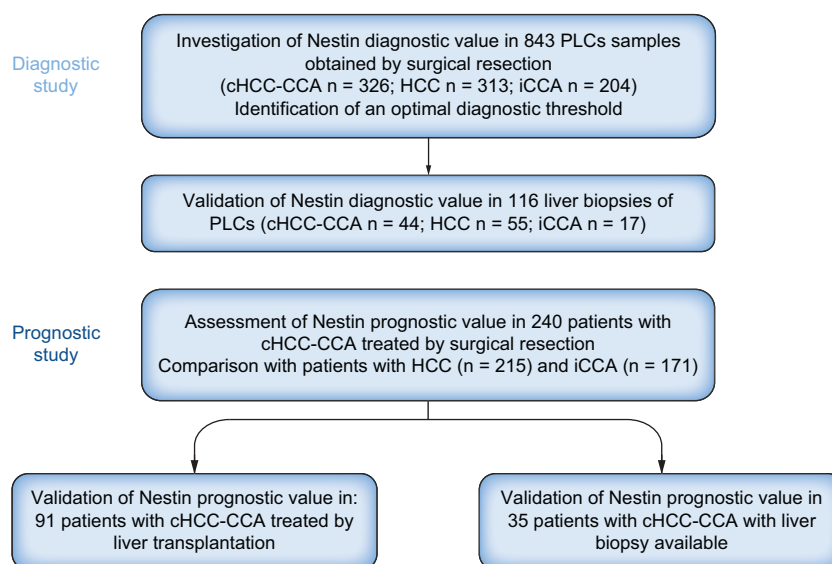 Diagnostic
study
Investigation of Nestin diagnostic value in 843 PLCs samples
obtained by surgical resection
(cHCC-CCA n = 326; HCC n = 313; iCCA n = 204)
Identification of an optimal diagnostic threshold
Validation of Nestin diagnostic value in 116 liver biopsies of
PLCs (cHCC-CCA n = 44; HCC n = 55; iCCA n = 17)
Prognostic
study
Assessment of Nestin prognostic value in 240 patients with
cHCC-CCA treated by surgical resection
Comparison with patients with HCC (n = 215) and iCCA (n = 171)
Validation of Nestin prognostic value in:
91 patients with cHCC-CCA treated by
liver transplantation
Validation of Nestin prognostic value in
35 patients with cHCC-CCA with liver
biopsy available